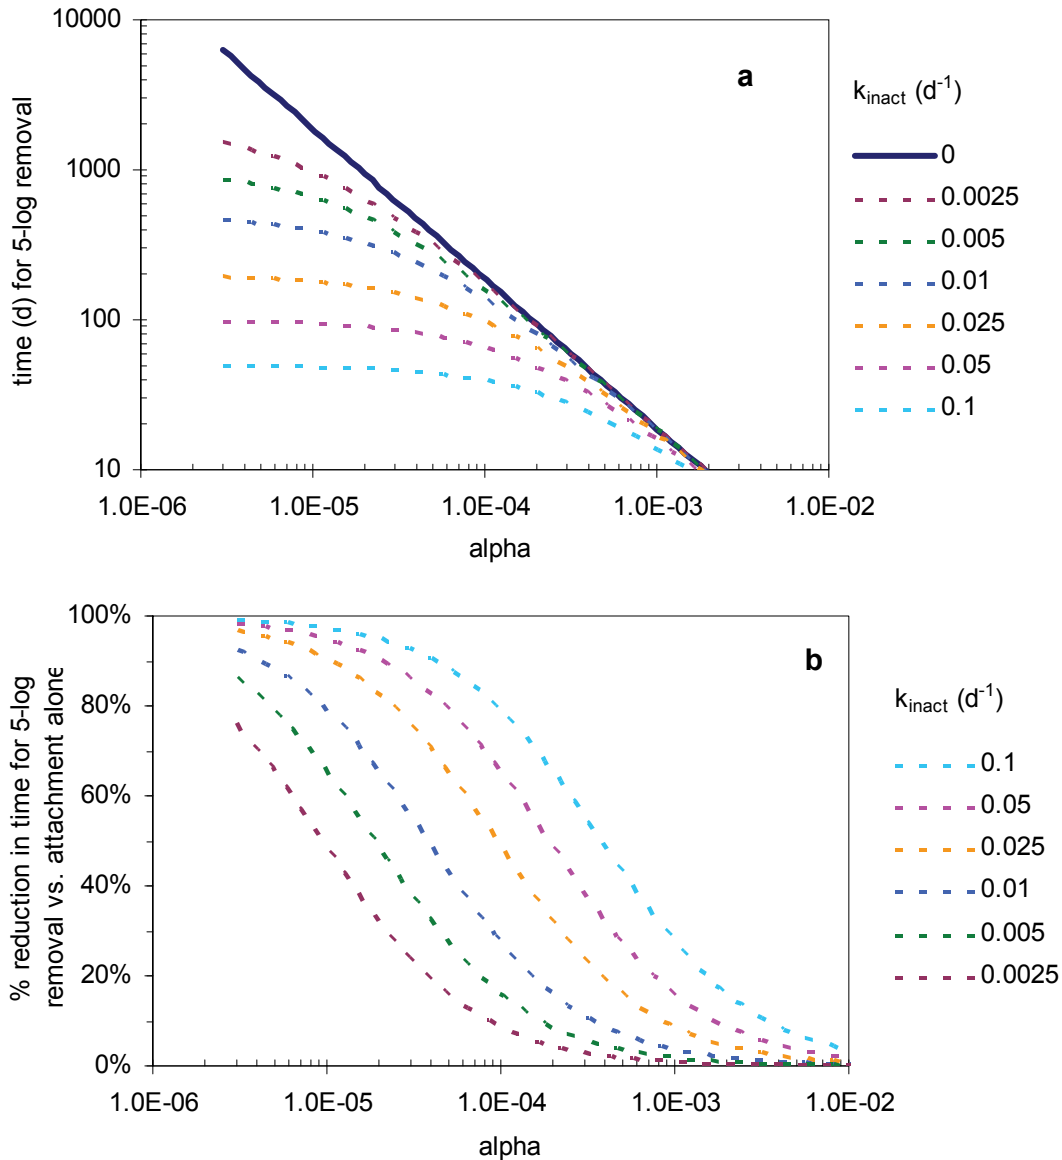 10000
1000
100
10
time (d) for 5-log removal
a
1.0E-06 1.0E-05 1.0E-04 1.0E-03 1.0E-02
alpha
k_inact (d⁻¹)
0
0.0025
0.005
0.01
0.025
0.05
0.1
100%
80%
60%
40%
20%
0%
% reduction in time for 5-log
removal vs. attachment alone
b
1.0E-06 1.0E-05 1.0E-04 1.0E-03 1.0E-02
alpha
k_inact (d⁻¹)
0.1
0.05
0.025
0.01
0.005
0.0025